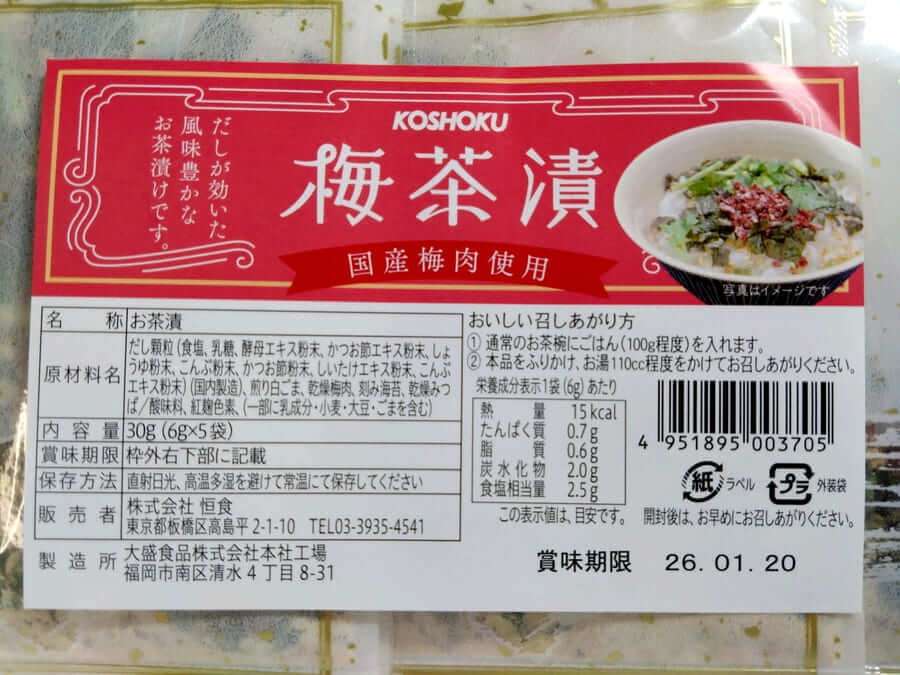 KOSHOKU
梅茶漬
国産梅肉使用
だしが効いた
風味豊かな
お茶漬けです。
写真はイメージです
名称 お茶漬
原材料名 だし顆粒(食塩、乳糖、酵母エキス粉末、かつお節エキス粉末、しょ
うゆ粉末、こんぶ粉末、かつお節粉末、しいたけエキス粉末、こんぶ
エキス粉末)(国内製造)、煎り白ごま、乾燥梅肉、刻み海苔、乾燥みつ
ば/酸味料、紅麹色素、(一部に乳成分・小麦・大豆・ごまを含む)
内容量 30g(6g×5袋)
賞味期限 枠外右下部に記載
保存方法 直射日光、高温多湿を避けて常温にて保存してください
販売者 株式会社 恒食
東京都板橋区高島平2-1-10 TEL03-3935-4541
製造所 大盛食品株式会社本社工場
福岡市南区清水4丁目8-31
おいしい召しあがり方
① 通常のお茶碗にごはん(100g程度)を入れます。
② 本品をふりかけ、お湯110cc程度をかけてお召しあがりください。
栄養成分表示1袋(6g)あたり
熱量 15kcal
たんぱく質 0.7g
脂質 0.6g
炭水化物 2.0g
食塩相当量 2.5g
この表示値は、目安です。
4 951895 003705
紙 ラベル
プラ 外装袋
開封後は、お早めにお召しあがりください。
賞味期限 26.01.20